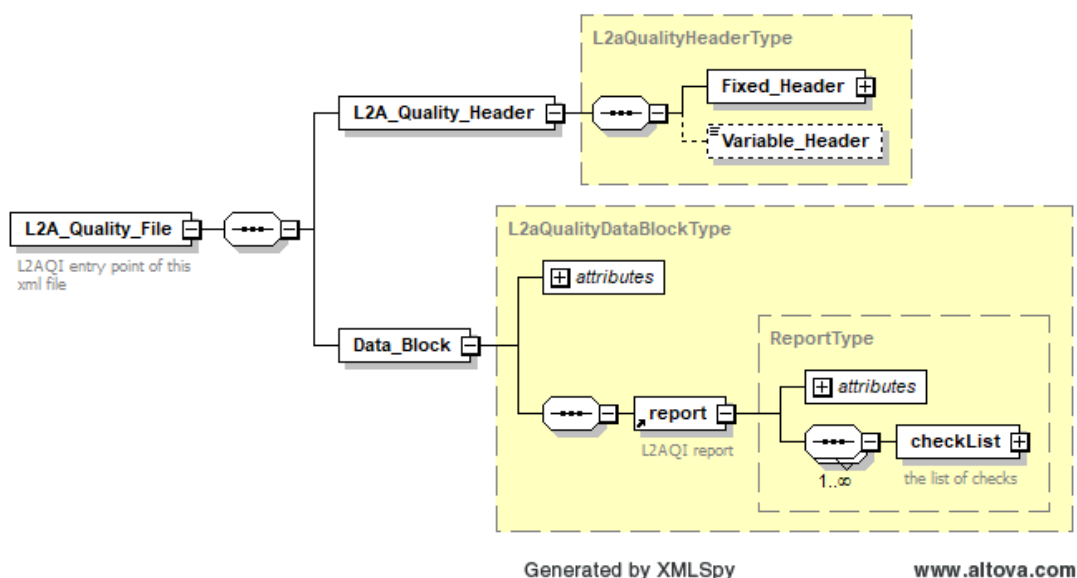 L2aQualityHeaderType
Fixed_Header
L2A_Quality_Header
Variable_Header
L2A_Quality_File
L2AQI entry point of this
xml file
L2aQualityDataBlockType
attributes
Data_Block
ReportType
attributes
report
L2AQI report
checkList
1..∞
the list of checks
Generated by XMLSpy
www.altova.com